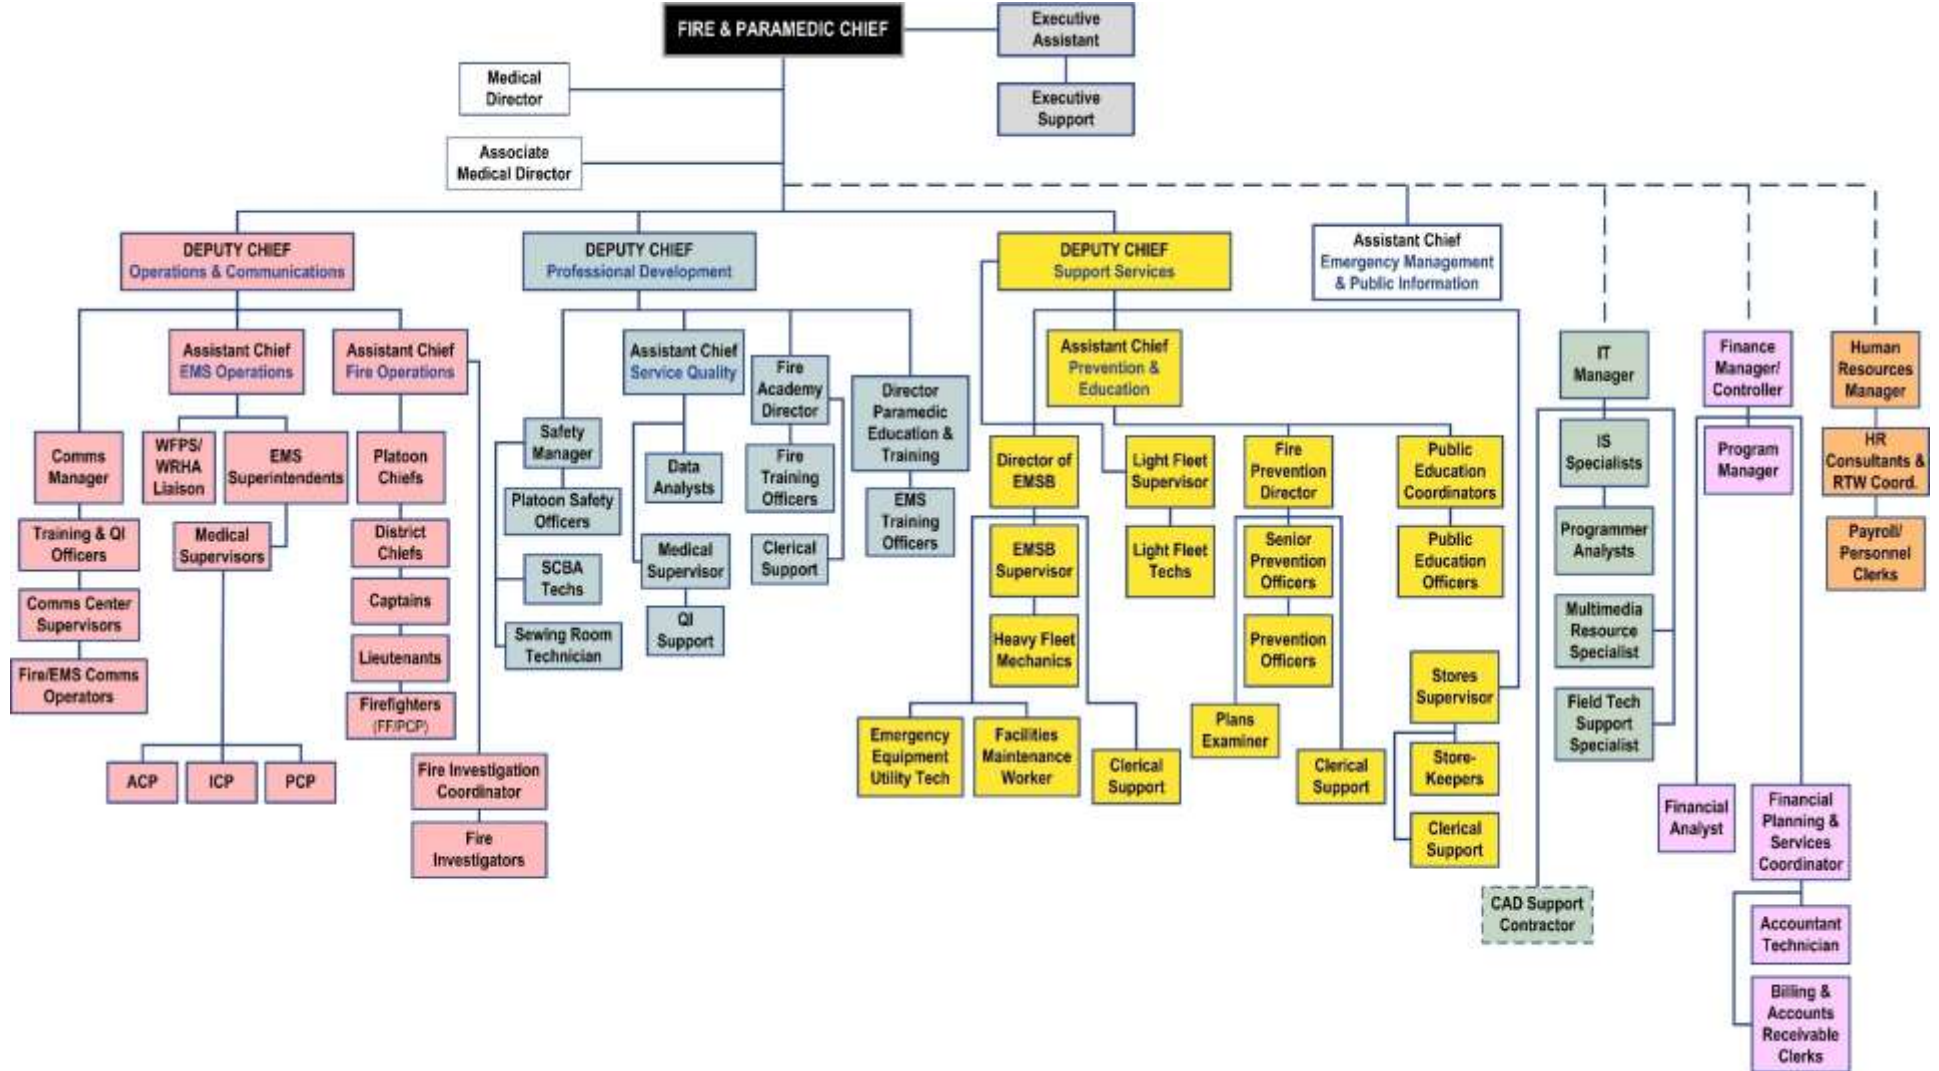 FIRE & PARAMEDIC CHIEF
Executive
Assistant
Executive
Support
Medical
Director
Associate
Medical Director
DEPUTY CHIEF
Operations & Communications
DEPUTY CHIEF
Professional Development
DEPUTY CHIEF
Support Services
Assistant Chief
Emergency Management
& Public Information
Assistant Chief
EMS Operations
Assistant Chief
Fire Operations
Comms
Manager
WFPS/
WRHA
Liaison
EMS
Superintendents
Platoon
Chiefs
Training & QI
Officers
Medical
Supervisors
District
Chiefs
Comms Center
Supervisors
Captains
Fire/EMS Comms
Operators
Lieutenants
Firefighters
(FF/PCP)
ACP
ICP
PCP
Fire Investigation
Coordinator
Fire
Investigators
Assistant Chief
Service Quality
Fire
Academy
Director
Director
Paramedic
Education &
Training
Safety
Manager
Data
Analysts
Fire
Training
Officers
Platoon Safety
Officers
EMS
Training
Officers
SCBA
Techs
Medical
Supervisor
Clerical
Support
Sewing Room
Technician
QI
Support
Assistant Chief
Prevention &
Education
Director of
EMSB
Light Fleet
Supervisor
Fire
Prevention
Director
Public
Education
Coordinators
EMSB
Supervisor
Light Fleet
Techs
Senior
Prevention
Officers
Public
Education
Officers
Heavy Fleet
Mechanics
Prevention
Officers
Stores
Supervisor
Emergency
Equipment
Utility Tech
Facilities
Maintenance
Worker
Clerical
Support
Plans
Examiner
Clerical
Support
Store-
Keepers
Clerical
Support
IT
Manager
IS
Specialists
Programmer
Analysts
Multimedia
Resource
Specialist
Field Tech
Support
Specialist
CAD Support
Contractor
Finance
Manager/
Controller
Program
Manager
Financial
Analyst
Financial
Planning &
Services
Coordinator
Accountant
Technician
Billing &
Accounts
Receivable
Clerks
Human
Resources
Manager
HR
Consultants &
RTW Coord.
Payroll/
Personnel
Clerks